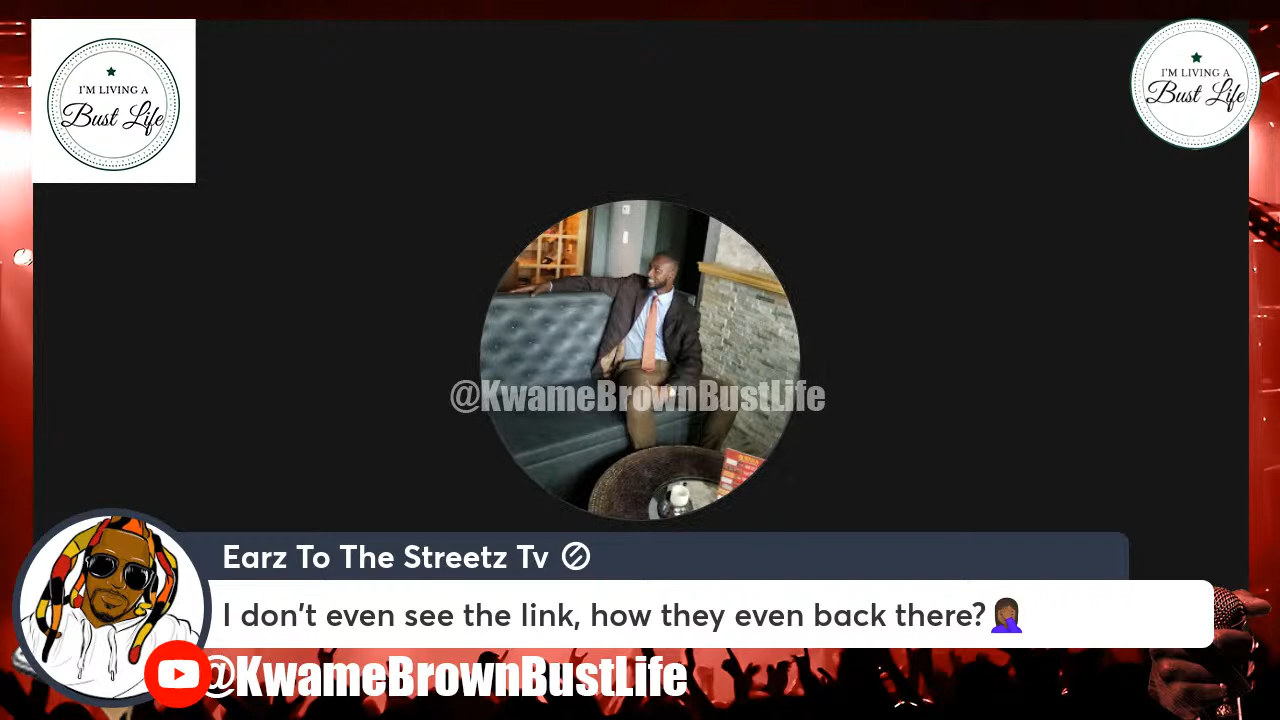 I'M LIVING A
Bust Life
I'M LIVING A
Bust Life
@KwameBrownBustLife
Earz To The Streetz Tv
I don't even see the link, how they even back there?🤦🏾‍♀️
@KwameBrownBustLife